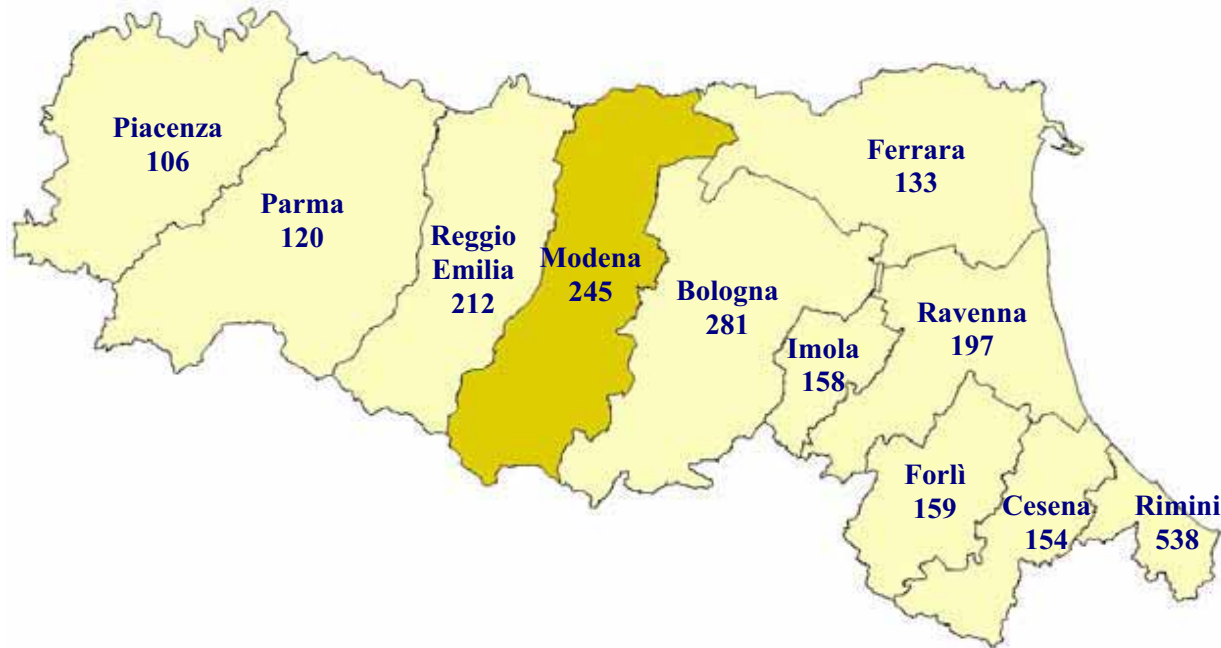 Piacenza
106
Parma
120
Reggio
Emilia
212
Modena
245
Bologna
281
Ferrara
133
Imola
158
Ravenna
197
Forlì
159
Cesena
154
Rimini
538